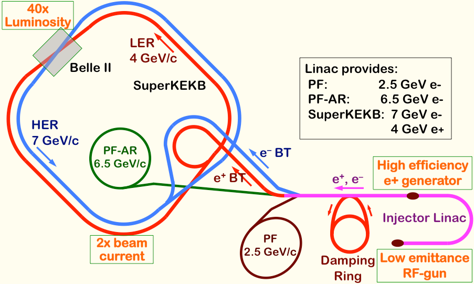 40x
Luminosity
LER
4 GeV/c
Belle II
SuperKEKB
HER
7 GeV/c
PF-AR
6.5 GeV/c
2x beam
current
e⁻ BT
e⁺ BT
Linac provides:
PF: 2.5 GeV e-
PF-AR: 6.5 GeV e-
SuperKEKB: 7 GeV e-
4 GeV e+
High efficiency
e+ generator
e⁺, e⁻
Injector Linac
PF
2.5 GeV/c
Damping
Ring
Low emittance
RF-gun